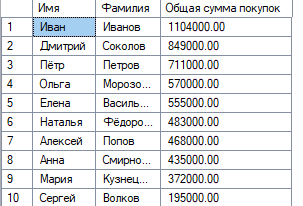 Имя Фамилия Общая сумма покупок
1 Иван Иванов 1104000.00
2 Дмитрий Соколов 849000.00
3 Пётр Петров 711000.00
4 Ольга Морозо... 570000.00
5 Елена Василь... 555000.00
6 Наталья Фёдоро... 483000.00
7 Алексей Попов 468000.00
8 Анна Смирно... 435000.00
9 Мария Кузнец... 372000.00
10 Сергей Волков 195000.00